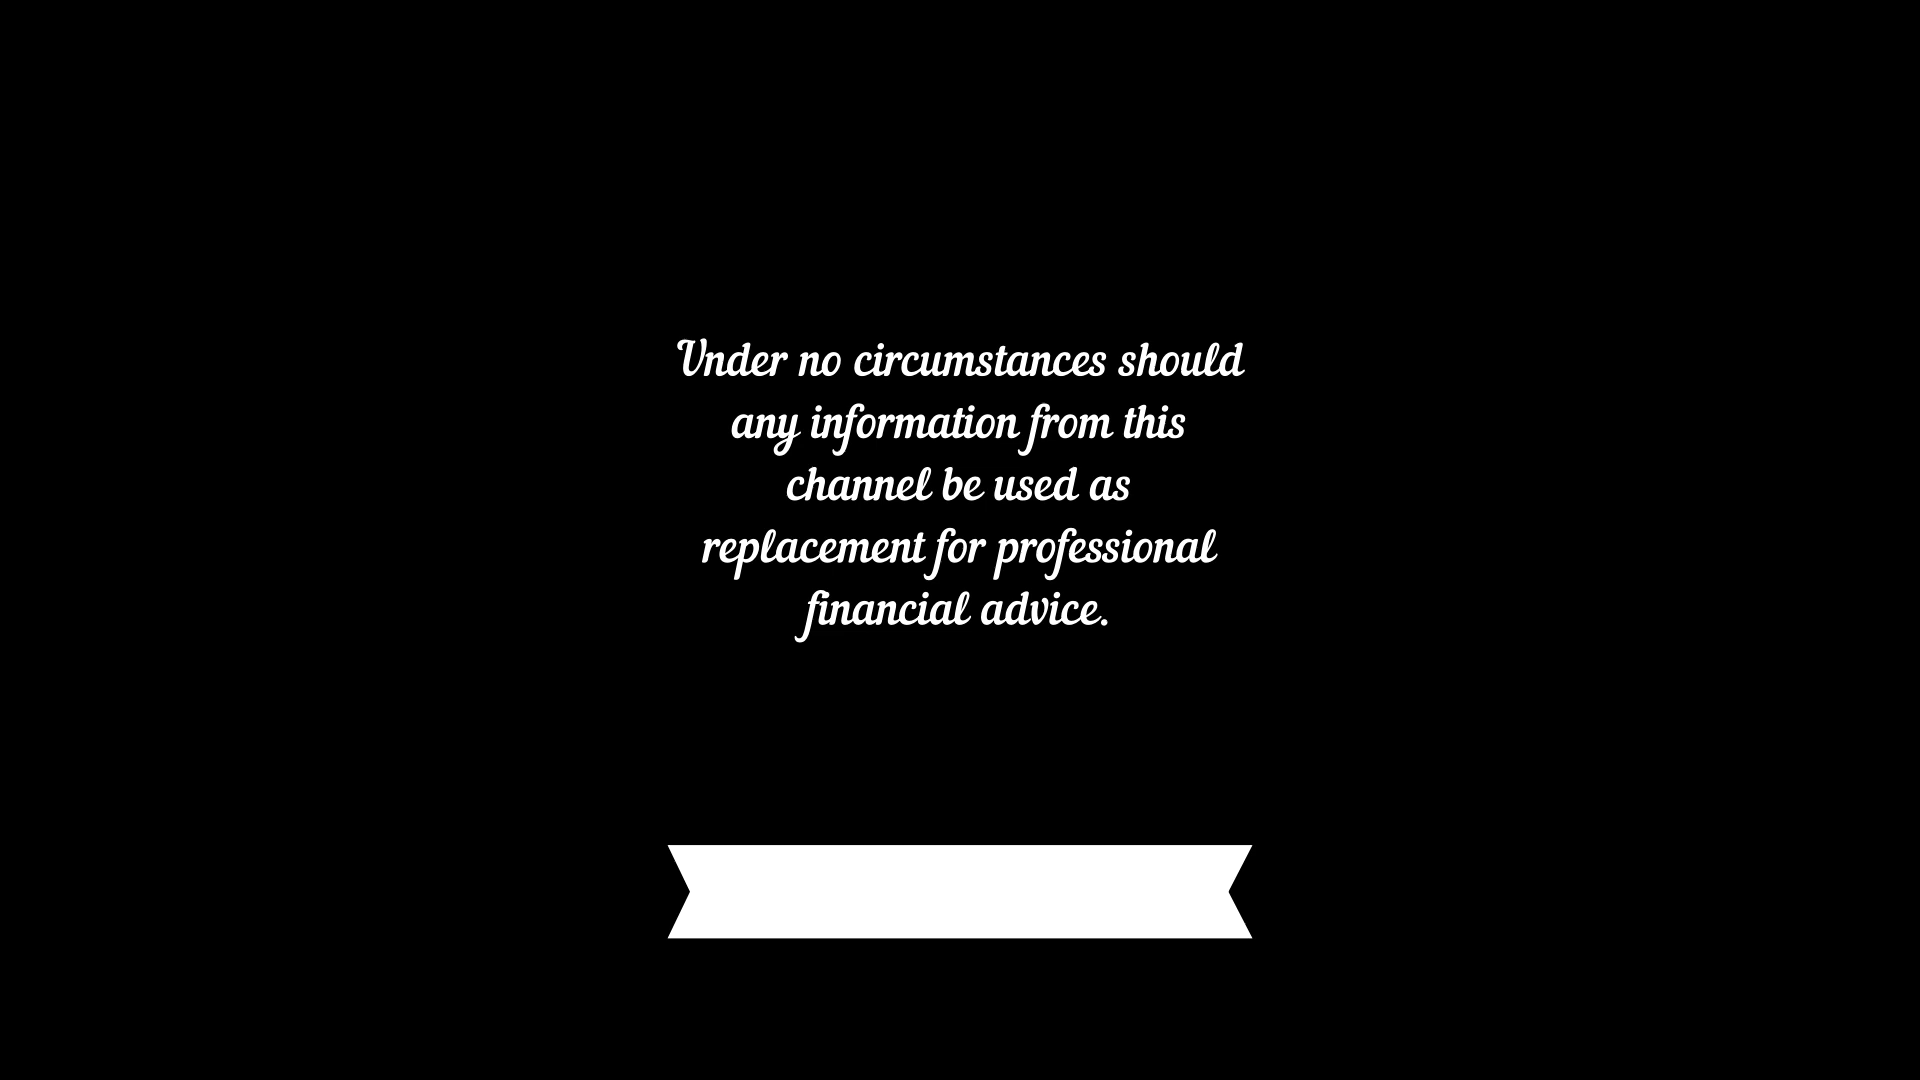 Under no circumstances should
any information from this
channel be used as
replacement for professional
financial advice.